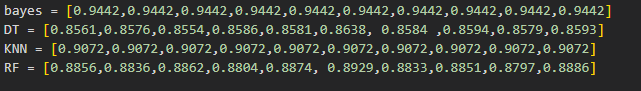 bayes = [0.9442,0.9442,0.9442,0.9442,0.9442,0.9442,0.9442,0.9442,0.9442,0.9442]
DT = [0.8561,0.8576,0.8554,0.8586,0.8581,0.8638, 0.8584 ,0.8594,0.8579,0.8593]
KNN = [0.9072,0.9072,0.9072,0.9072,0.9072,0.9072,0.9072,0.9072,0.9072,0.9072]
RF = [0.8856,0.8836,0.8862,0.8804,0.8874, 0.8929,0.8833,0.8851,0.8797,0.8886]